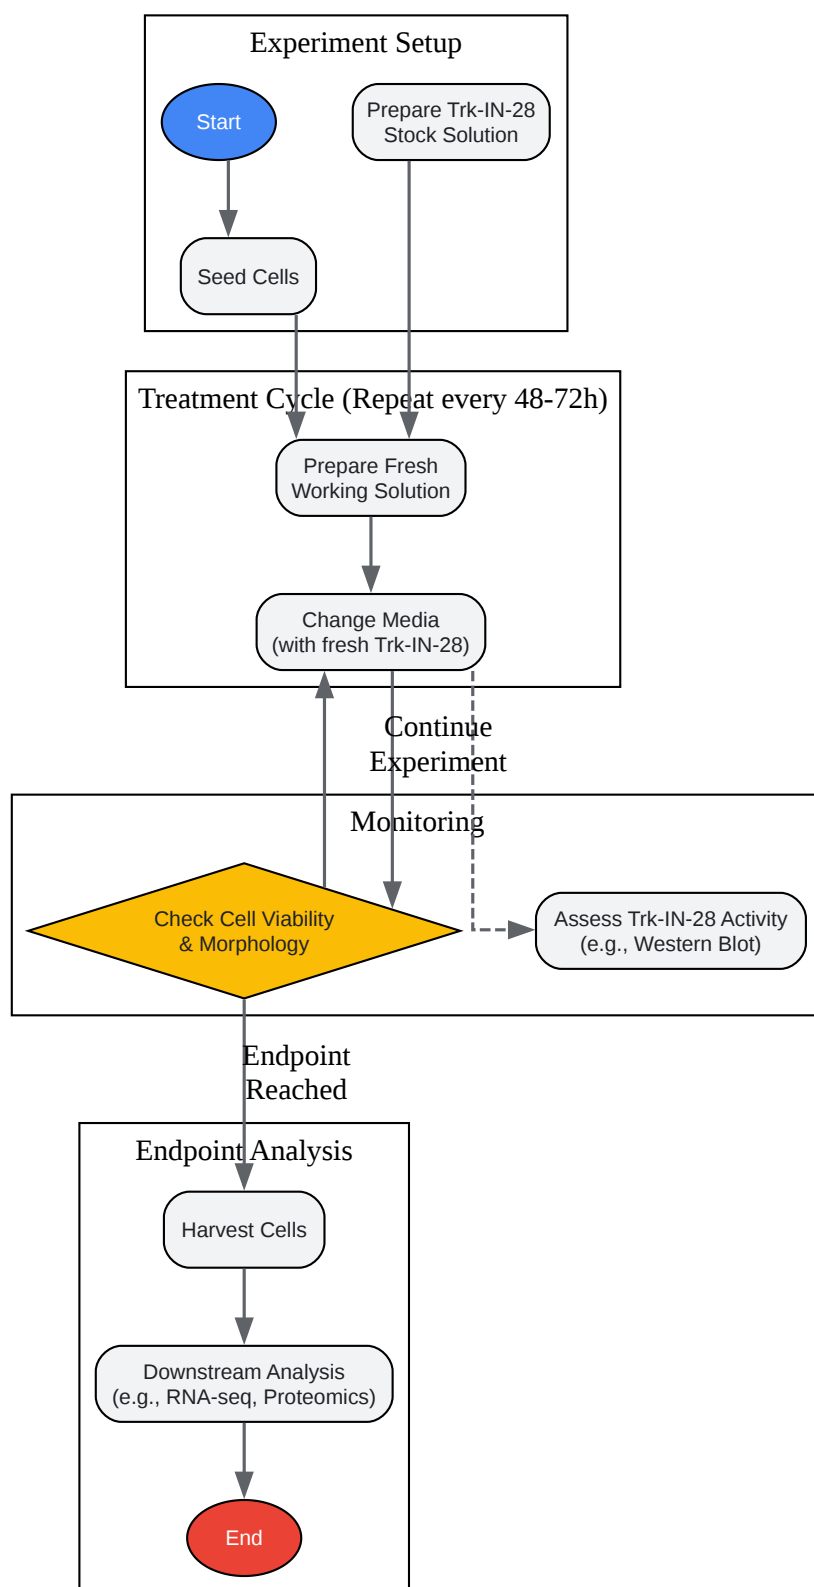 Experiment Setup
Start
Prepare Trk-IN-28
Stock Solution
Seed Cells
Treatment Cycle (Repeat every 48-72h)
Prepare Fresh
Working Solution
Change Media
(with fresh Trk-IN-28)
Continue
Experiment
Monitoring
Check Cell Viability
& Morphology
Assess Trk-IN-28 Activity
(e.g., Western Blot)
Endpoint
Reached
Endpoint Analysis
Harvest Cells
Downstream Analysis
(e.g., RNA-seq, Proteomics)
End